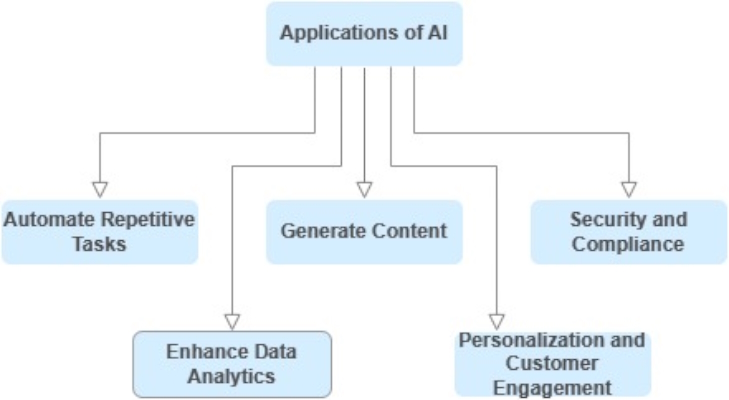 Applications of AI
Automate Repetitive
Tasks
Generate Content
Security and
Compliance
Enhance Data
Analytics
Personalization and
Customer
Engagement